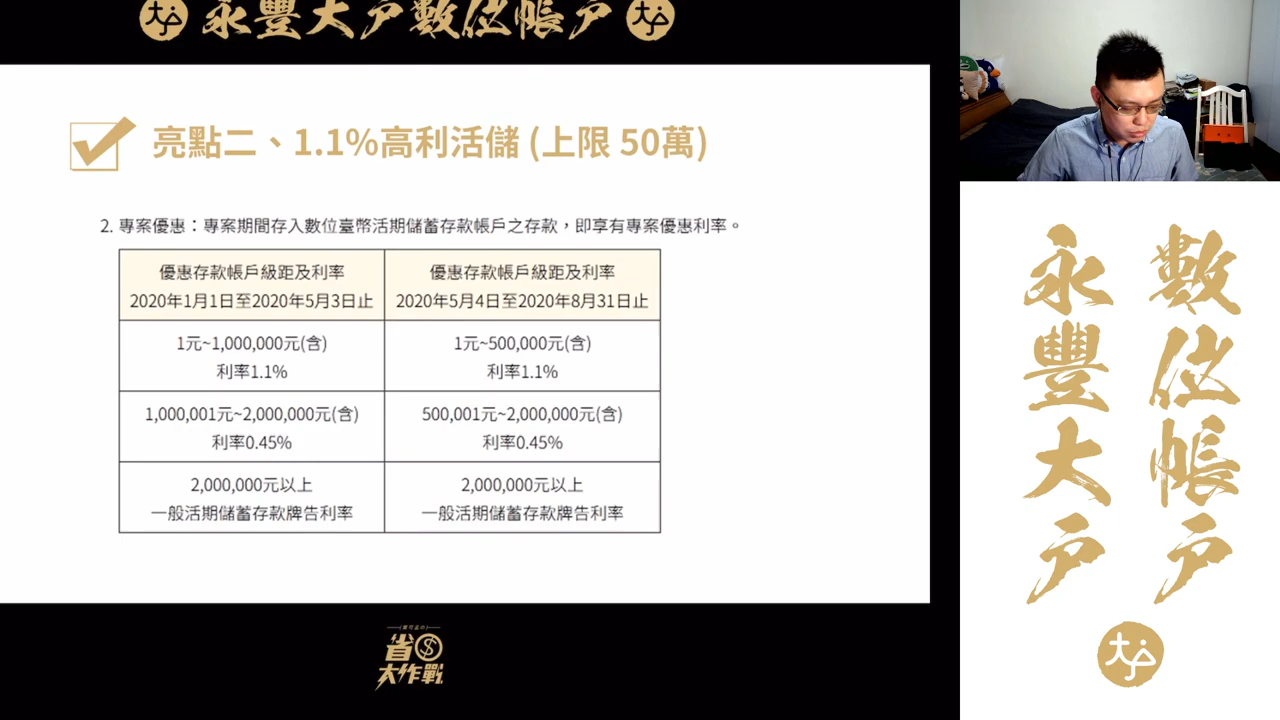 大戶 永豐大戶數位帳戶 大戶
亮點二、1.1%高利活儲 (上限 50萬)
2. 專案優惠：專案期間存入數位臺幣活期儲蓄存款帳戶之存款，即享有專案優惠利率。
優惠存款帳戶級距及利率
2020年1月1日至2020年5月3日止
優惠存款帳戶級距及利率
2020年5月4日至2020年8月31日止
1元~1,000,000元(含)
利率1.1%
1元~500,000元(含)
利率1.1%
1,000,001元~2,000,000元(含)
利率0.45%
500,001元~2,000,000元(含)
利率0.45%
2,000,000元以上
一般活期儲蓄存款牌告利率
2,000,000元以上
一般活期儲蓄存款牌告利率
省$
大作戰
數位帳戶
永豐大戶
大戶